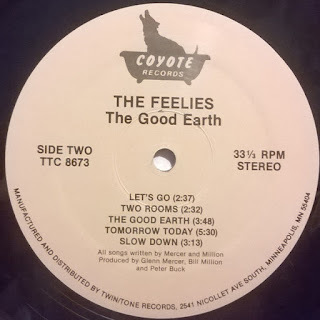 COYOTE
RECORDS
THE FEELIES
The Good Earth
SIDE TWO
TTC 8673
33⅓ RPM
STEREO
LET'S GO (2:37)
TWO ROOMS (2:32)
THE GOOD EARTH (3:48)
TOMORROW TODAY (5:30)
SLOW DOWN (3:13)
All songs written by Mercer and Million
Produced by Glenn Mercer, Bill Million
and Peter Buck
MANUFACTURED AND DISTRIBUTED BY TWIN/TONE RECORDS, 2541 NICOLLET AVE SOUTH, MINNEAPOLIS, MN 55404